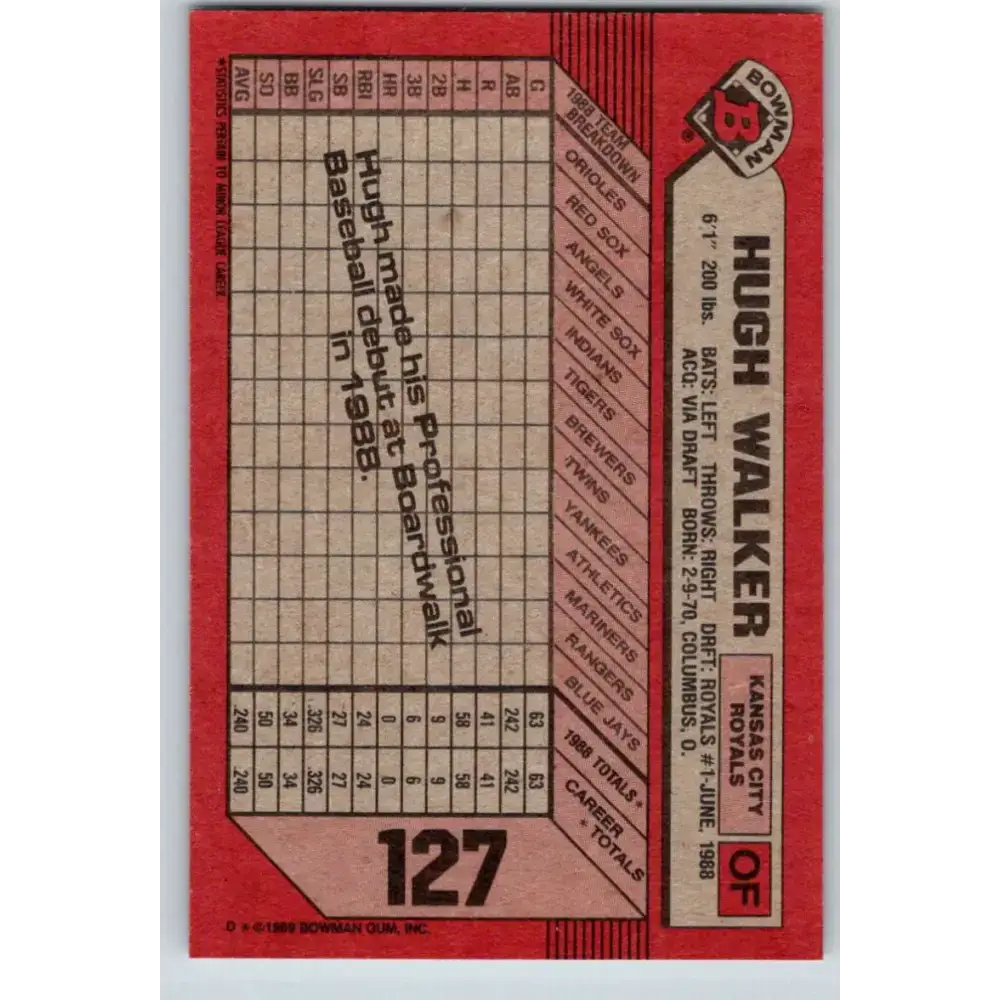 BOWMAN
B®
HUGH WALKER
KANSAS CITY
ROYALS
OF
6'1" 200 lbs. BATS: LEFT THROWS: RIGHT DRFT: ROYALS #1-JUNE, 1988
ACQ: VIA DRAFT BORN: 2-9-70, COLUMBUS, O.
1988 TEAM
BREAKDOWN
ORIOLES
RED SOX
ANGELS
WHITE SOX
INDIANS
TIGERS
BREWERS
TWINS
YANKEES
ATHLETICS
MARINERS
RANGERS
BLUE JAYS
1988 TOTALS *
CAREER
* TOTALS
G 63 63
AB 242 242
R 41 41
H 58 58
2B 9 9
3B 6 6
HR 0 0
RBI 24 24
SB 27 27
SLG .326 .326
BB 34 34
SO 50 50
AVG .240 .240
Hugh made his Professional
Baseball debut at Boardwalk
in 1988.
127
*STATISTICS PERTAIN TO MINOR LEAGUE CAREER.
D * ©1989 BOWMAN GUM, INC.